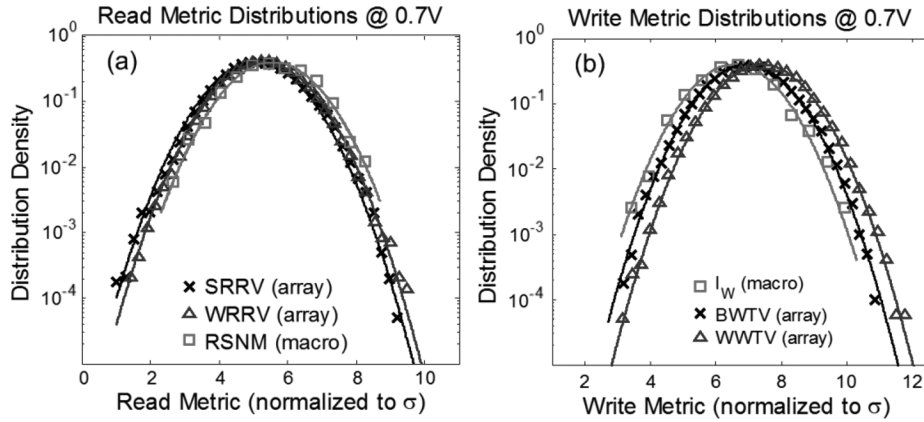 Read Metric Distributions @ 0.7V
(a)
Distribution Density
10^0
10^-1
10^-2
10^-3
10^-4
SRRV (array)
WRRV (array)
RSNM (macro)
0 2 4 6 8 10
Read Metric (normalized to σ)
Write Metric Distributions @ 0.7V
(b)
Distribution Density
10^0
10^-1
10^-2
10^-3
10^-4
I_W (macro)
BWTV (array)
WWTV (array)
2 4 6 8 10 12
Write Metric (normalized to σ)